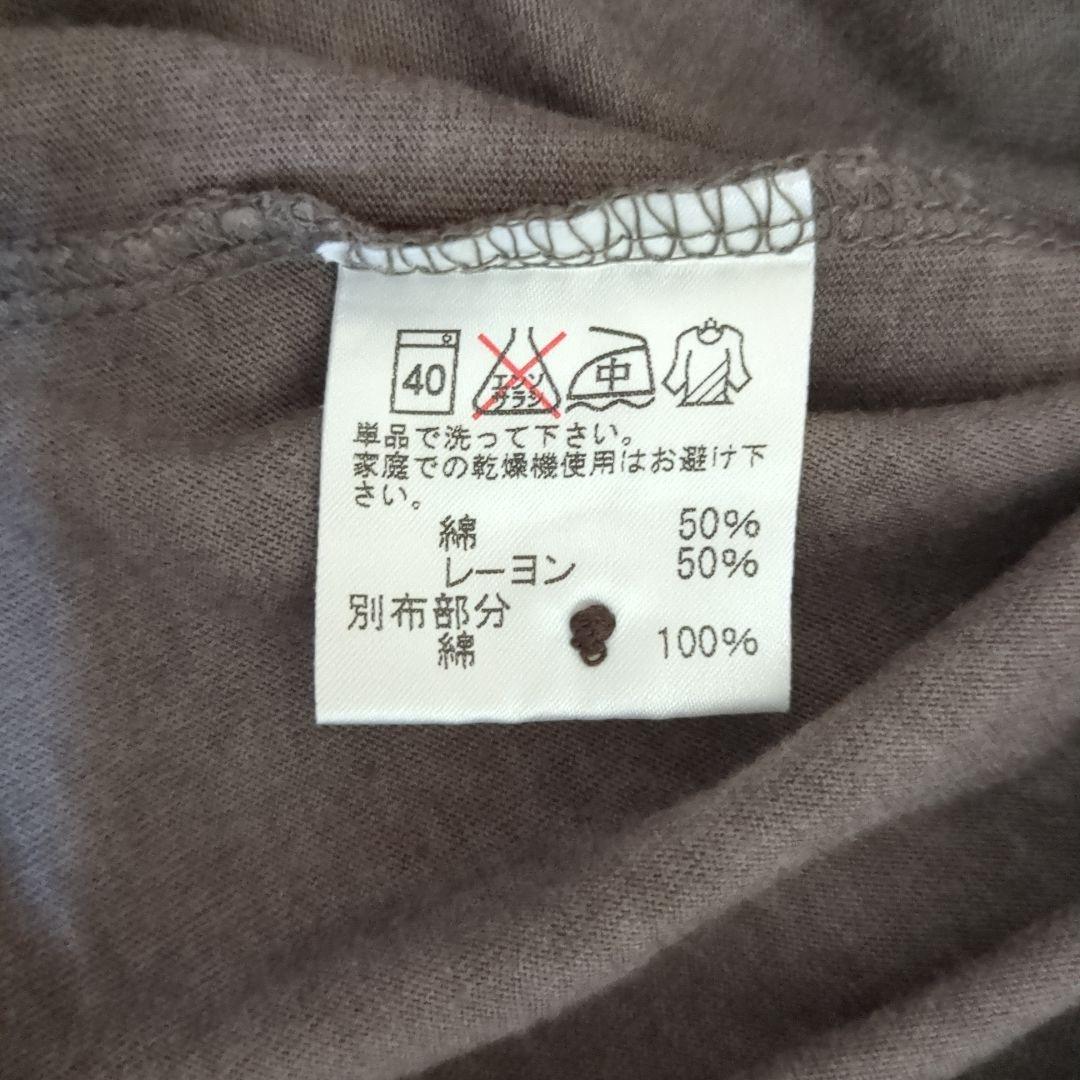 40 エンソサラシ 中
単品で洗って下さい。
家庭での乾燥機使用はお避け下
さい。
綿 50%
レーヨン 50%
別布部分
綿 100%